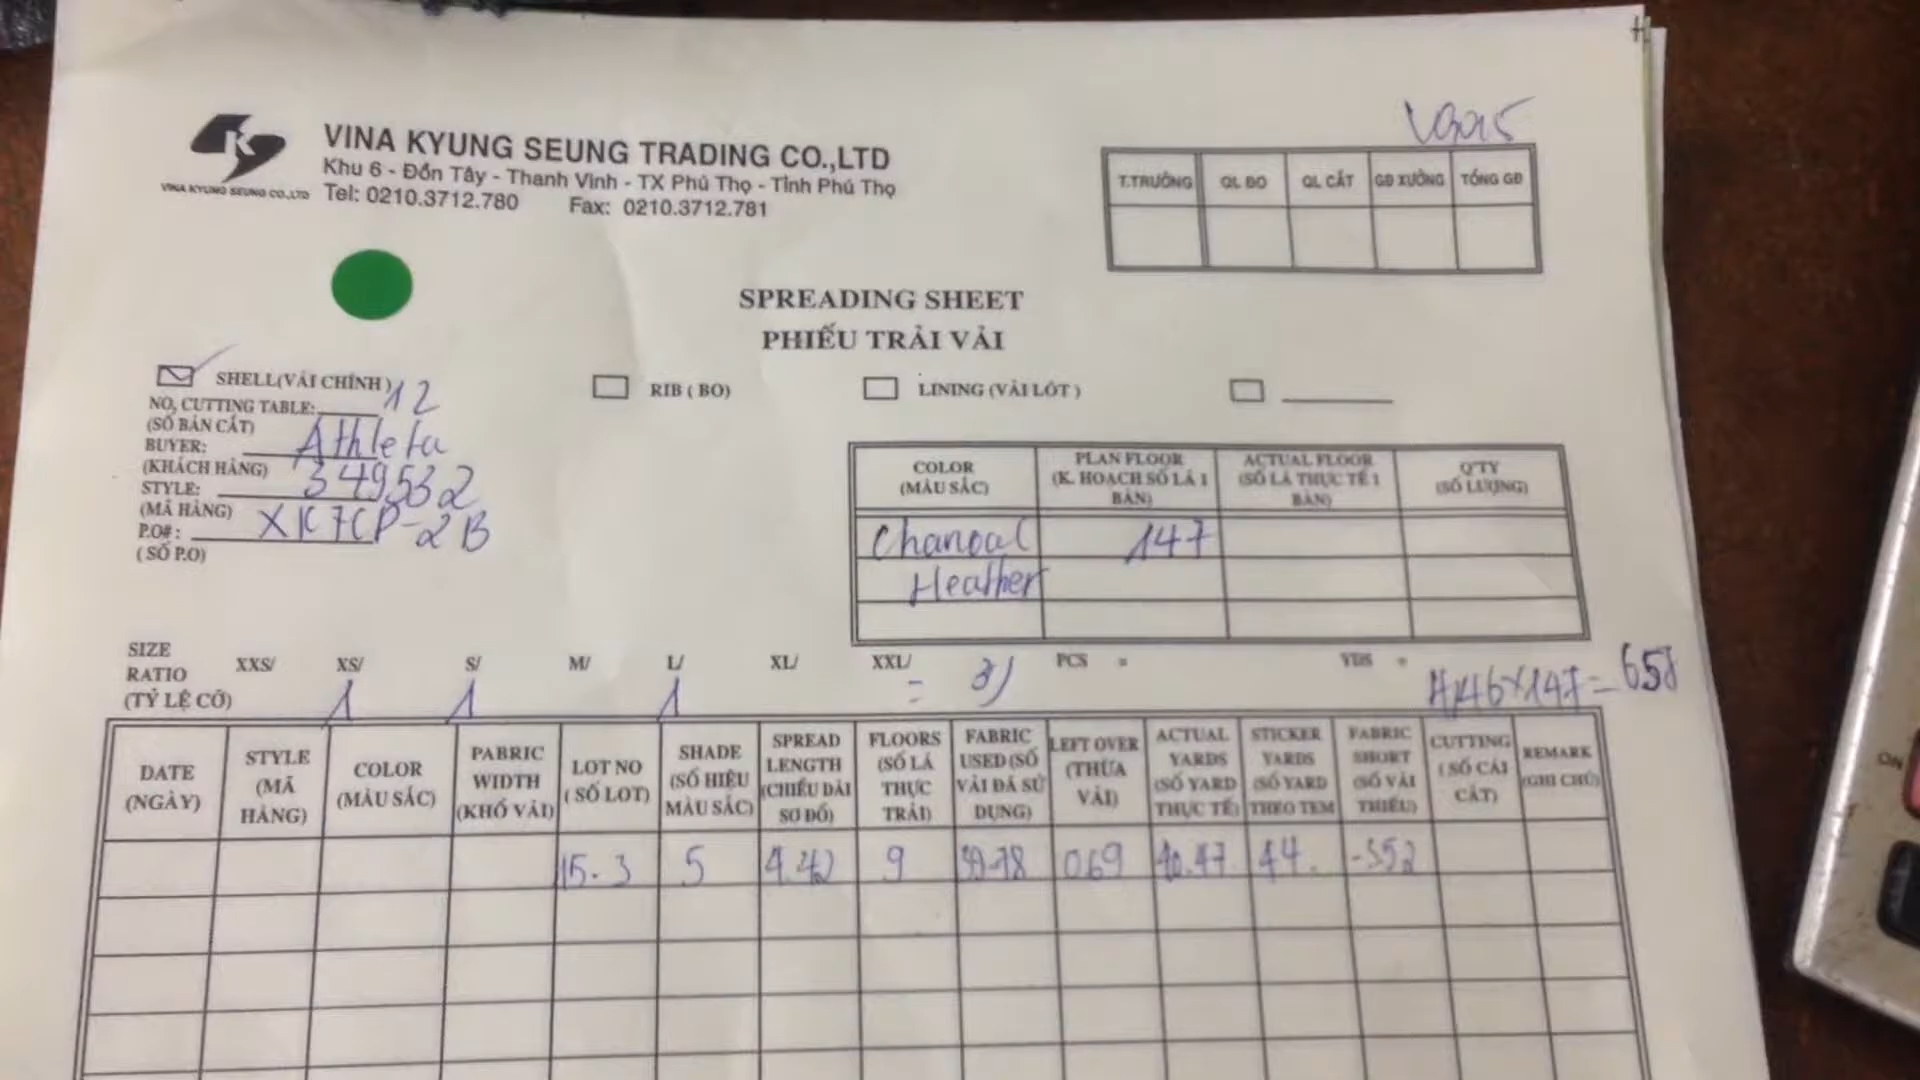 VINA KYUNG SEUNG TRADING CO.,LTD
Khu 6 - Đồn Tây - Thanh Vinh - TX Phú Thọ - Tỉnh Phú Thọ
VINA KYUNG SEUNG CO.,LTD
Tel: 0210.3712.780 Fax: 0210.3712.781
T.TRƯỞNG QL BO QL CẮT GĐ XƯỞNG TỔNG GĐ
SPREADING SHEET
PHIẾU TRẢI VẢI
SHELL(VẢI CHÍNH) RIB ( BO) LINING (VẢI LÓT )
NO, CUTTING TABLE: 12
(SỐ BÀN CẮT)
BUYER: Athleta
(KHÁCH HÀNG)
STYLE: 349532
(MÃ HÀNG)
P.O# : XK7CP-2B
( SỐ P.O)
COLOR (MÀU SẮC) PLAN FLOOR (K. HOẠCH SỐ LÁ 1 BÀN) ACTUAL FLOOR (SỐ LÁ THỰC TẾ 1 BÀN) Q'TY (SỐ LƯỢNG)
Charcoal 147
Heather
SIZE RATIO (TỶ LỆ CỠ) XXS/ XS/ 1 S/ 1 M/ L/ 1 XL/ XXL/ = 3) PCS = YDS =
DATE (NGÀY) STYLE (MÃ HÀNG) COLOR (MÀU SẮC) FABRIC WIDTH (KHỔ VẢI) LOT NO ( SỐ LOT) SHADE (SỐ HIỆU MÀU SẮC) SPREAD LENGTH (CHIỀU DÀI SƠ ĐỒ) FLOORS (SỐ LÁ THỰC TRẢI) FABRIC USED (SỐ VẢI ĐÃ SỬ DỤNG) LEFT OVER (THỪA VẢI) ACTUAL YARDS (SỐ YARD THỰC TẾ) STICKER YARDS (SỐ YARD THEO TEM FABRIC SHORT (SỐ VẢI THIẾU) CUTTING ( SỐ CÁI CẮT) REMARK (GHI CHÚ)
15.3 5 4.42 9 39.78 069 40.47 44. -352
ON